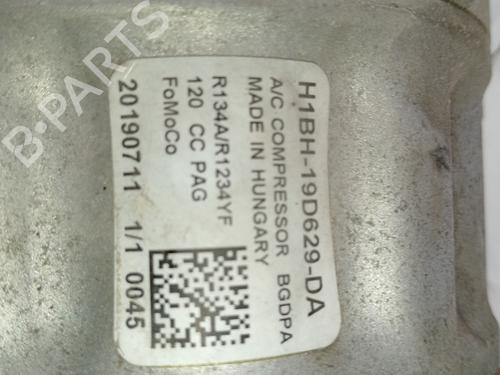 H1BH-19D629-DA
A/C COMPRESSOR BGDPA
MADE IN HUNGARY
R134A/R1234YF
120 CC PAG
FoMoCo
20190711 1/1 0045
B-PARTS